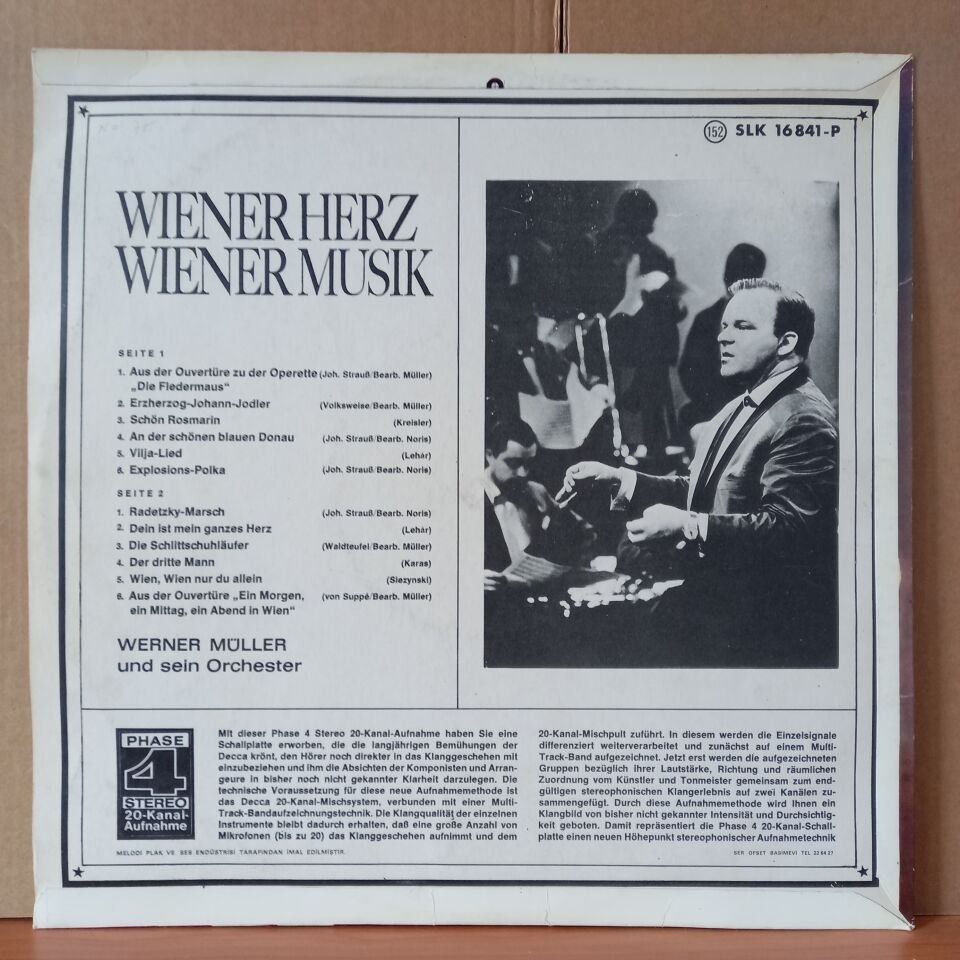 152 SLK 16841-P
WIENER HERZ
WIENER MUSIK
SEITE 1
1. Aus der Ouvertüre zu der Operette (Joh. Strauß/Bearb. Müller)
„Die Fledermaus“
2. Erzherzog-Johann-Jodler (Volksweise/Bearb. Müller)
3. Schön Rosmarin (Kreisler)
4. An der schönen blauen Donau (Joh. Strauß/Bearb. Noris)
5. Vilja-Lied (Lehár)
6. Explosions-Polka (Joh. Strauß/Bearb. Noris)
SEITE 2
1. Radetzky-Marsch (Joh. Strauß/Bearb. Noris)
2. Dein ist mein ganzes Herz (Lehár)
3. Die Schlittschuhläufer (Waldteufel/Bearb. Müller)
4. Der dritte Mann (Karas)
5. Wien, Wien nur du allein (Siezynski)
6. Aus der Ouvertüre „Ein Morgen, (von Suppé/Bearb. Müller)
ein Mittag, ein Abend in Wien“
WERNER MÜLLER
und sein Orchester
PHASE
4
STEREO
20-Kanal-
Aufnahme
Mit dieser Phase 4 Stereo 20-Kanal-Aufnahme haben Sie eine
Schallplatte erworben, die die langjährigen Bemühungen der
Decca krönt, den Hörer noch direkter in das Klanggeschehen mit
einzubeziehen und ihm die Absichten der Komponisten und Arran-
geure in bisher noch nicht gekannter Klarheit darzulegen. Die
technische Voraussetzung für diese neue Aufnahmemethode ist
das Decca 20-Kanal-Mischsystem, verbunden mit einer Multi-
Track-Bandaufzeichnungstechnik. Die Klangqualität der einzelnen
Instrumente bleibt dadurch erhalten, daß eine große Anzahl von
Mikrofonen (bis zu 20) das Klanggeschehen aufnimmt und dem
20-Kanal-Mischpult zuführt. In diesem werden die Einzelsignale
differenziert weiterverarbeitet und zunächst auf einem Multi-
Track-Band aufgezeichnet. Jetzt erst werden die aufgezeichneten
Gruppen bezüglich ihrer Lautstärke, Richtung und räumlichen
Zuordnung vom Künstler und Tonmeister gemeinsam zum end-
gültigen stereophonischen Klangerlebnis auf zwei Kanälen zu-
sammengefügt. Durch diese Aufnahmemethode wird Ihnen ein
Klangbild von bisher nicht gekannter Intensität und Durchsichtig-
keit geboten. Damit repräsentiert die Phase 4 20-Kanal-Schall-
platte einen neuen Höhepunkt stereophonischer Aufnahmetechnik
MELODİ PLAK VE SES ENDÜSTRİSİ TARAFINDAN İMAL EDİLMİŞTİR.
SER OFSET BASIMEVİ TEL 22 64 27